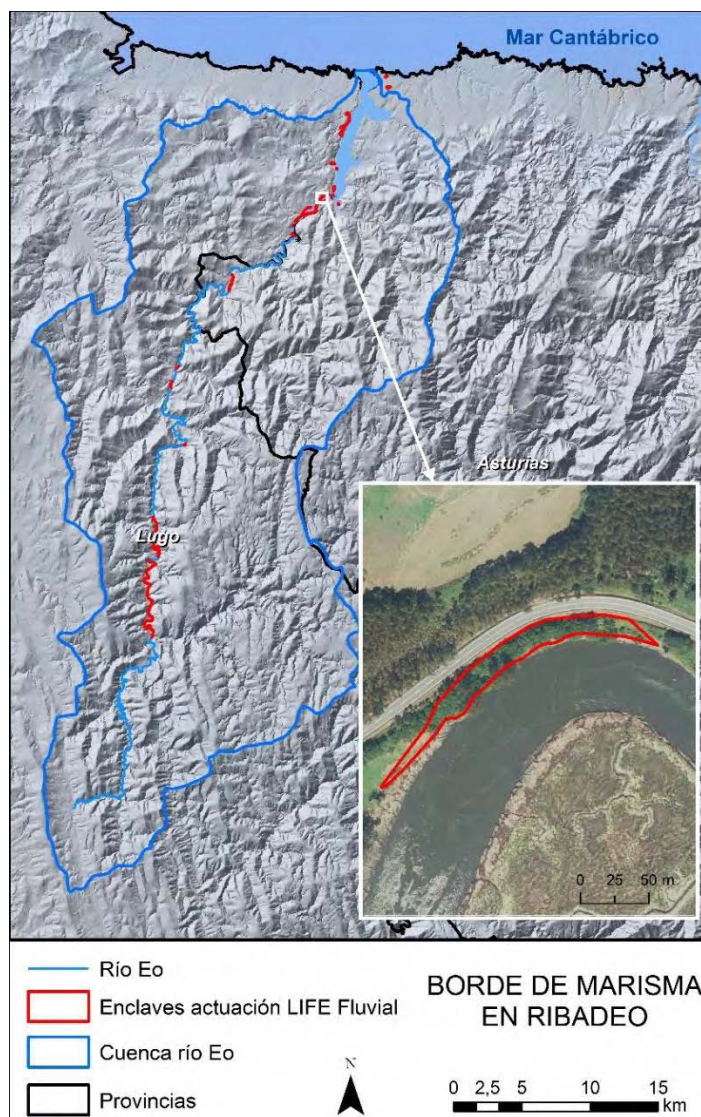 Mar Cantábrico
Asturias
Lugo
0 25 50 m
Río Eo
Enclaves actuación LIFE Fluvial
Cuenca río Eo
Provincias
BORDE DE MARISMA
EN RIBADEO
N
0 2,5 5 10 15
km